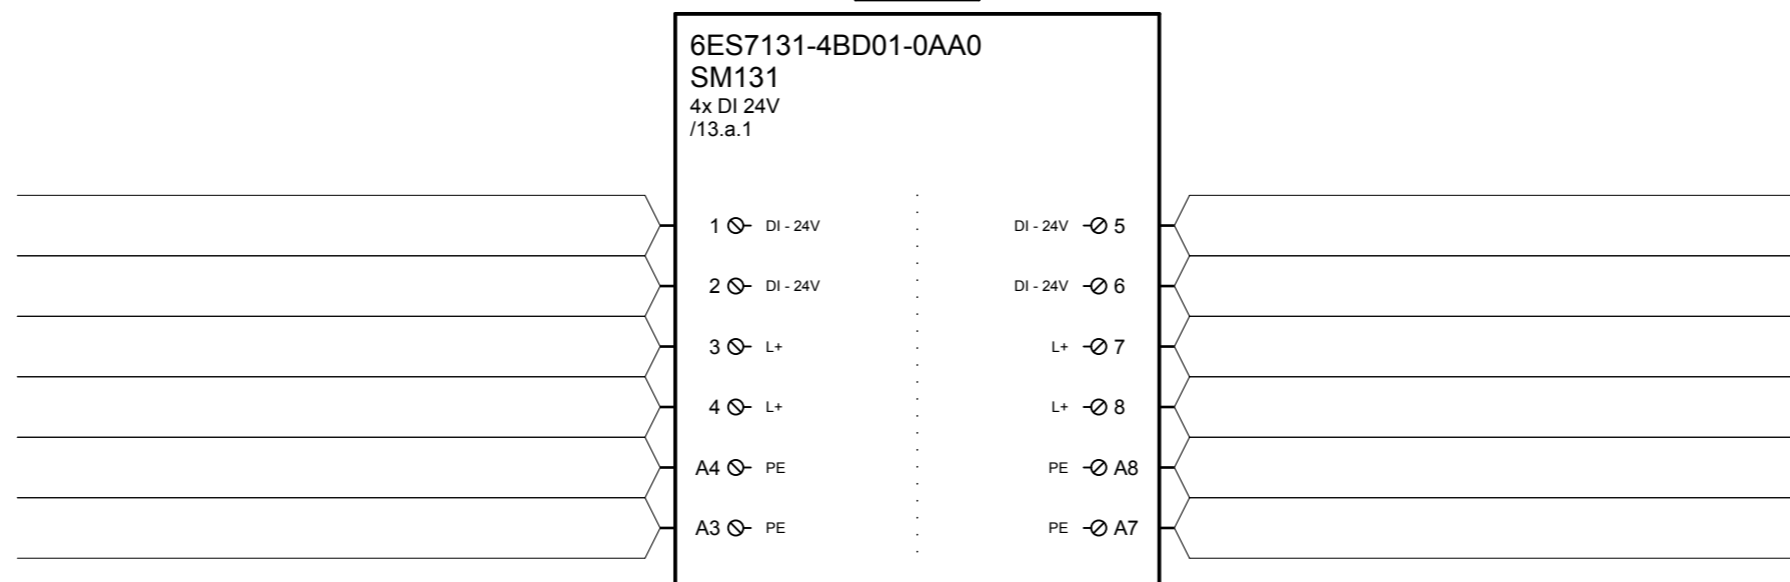 6ES7131-4BD01-0AA0
SM131
4x DI 24V
/13.a.1
1 DI - 24V DI - 24V 5
2 DI - 24V DI - 24V 6
3 L+ L+ 7
4 L+ L+ 8
A4 PE PE A8
A3 PE PE A7